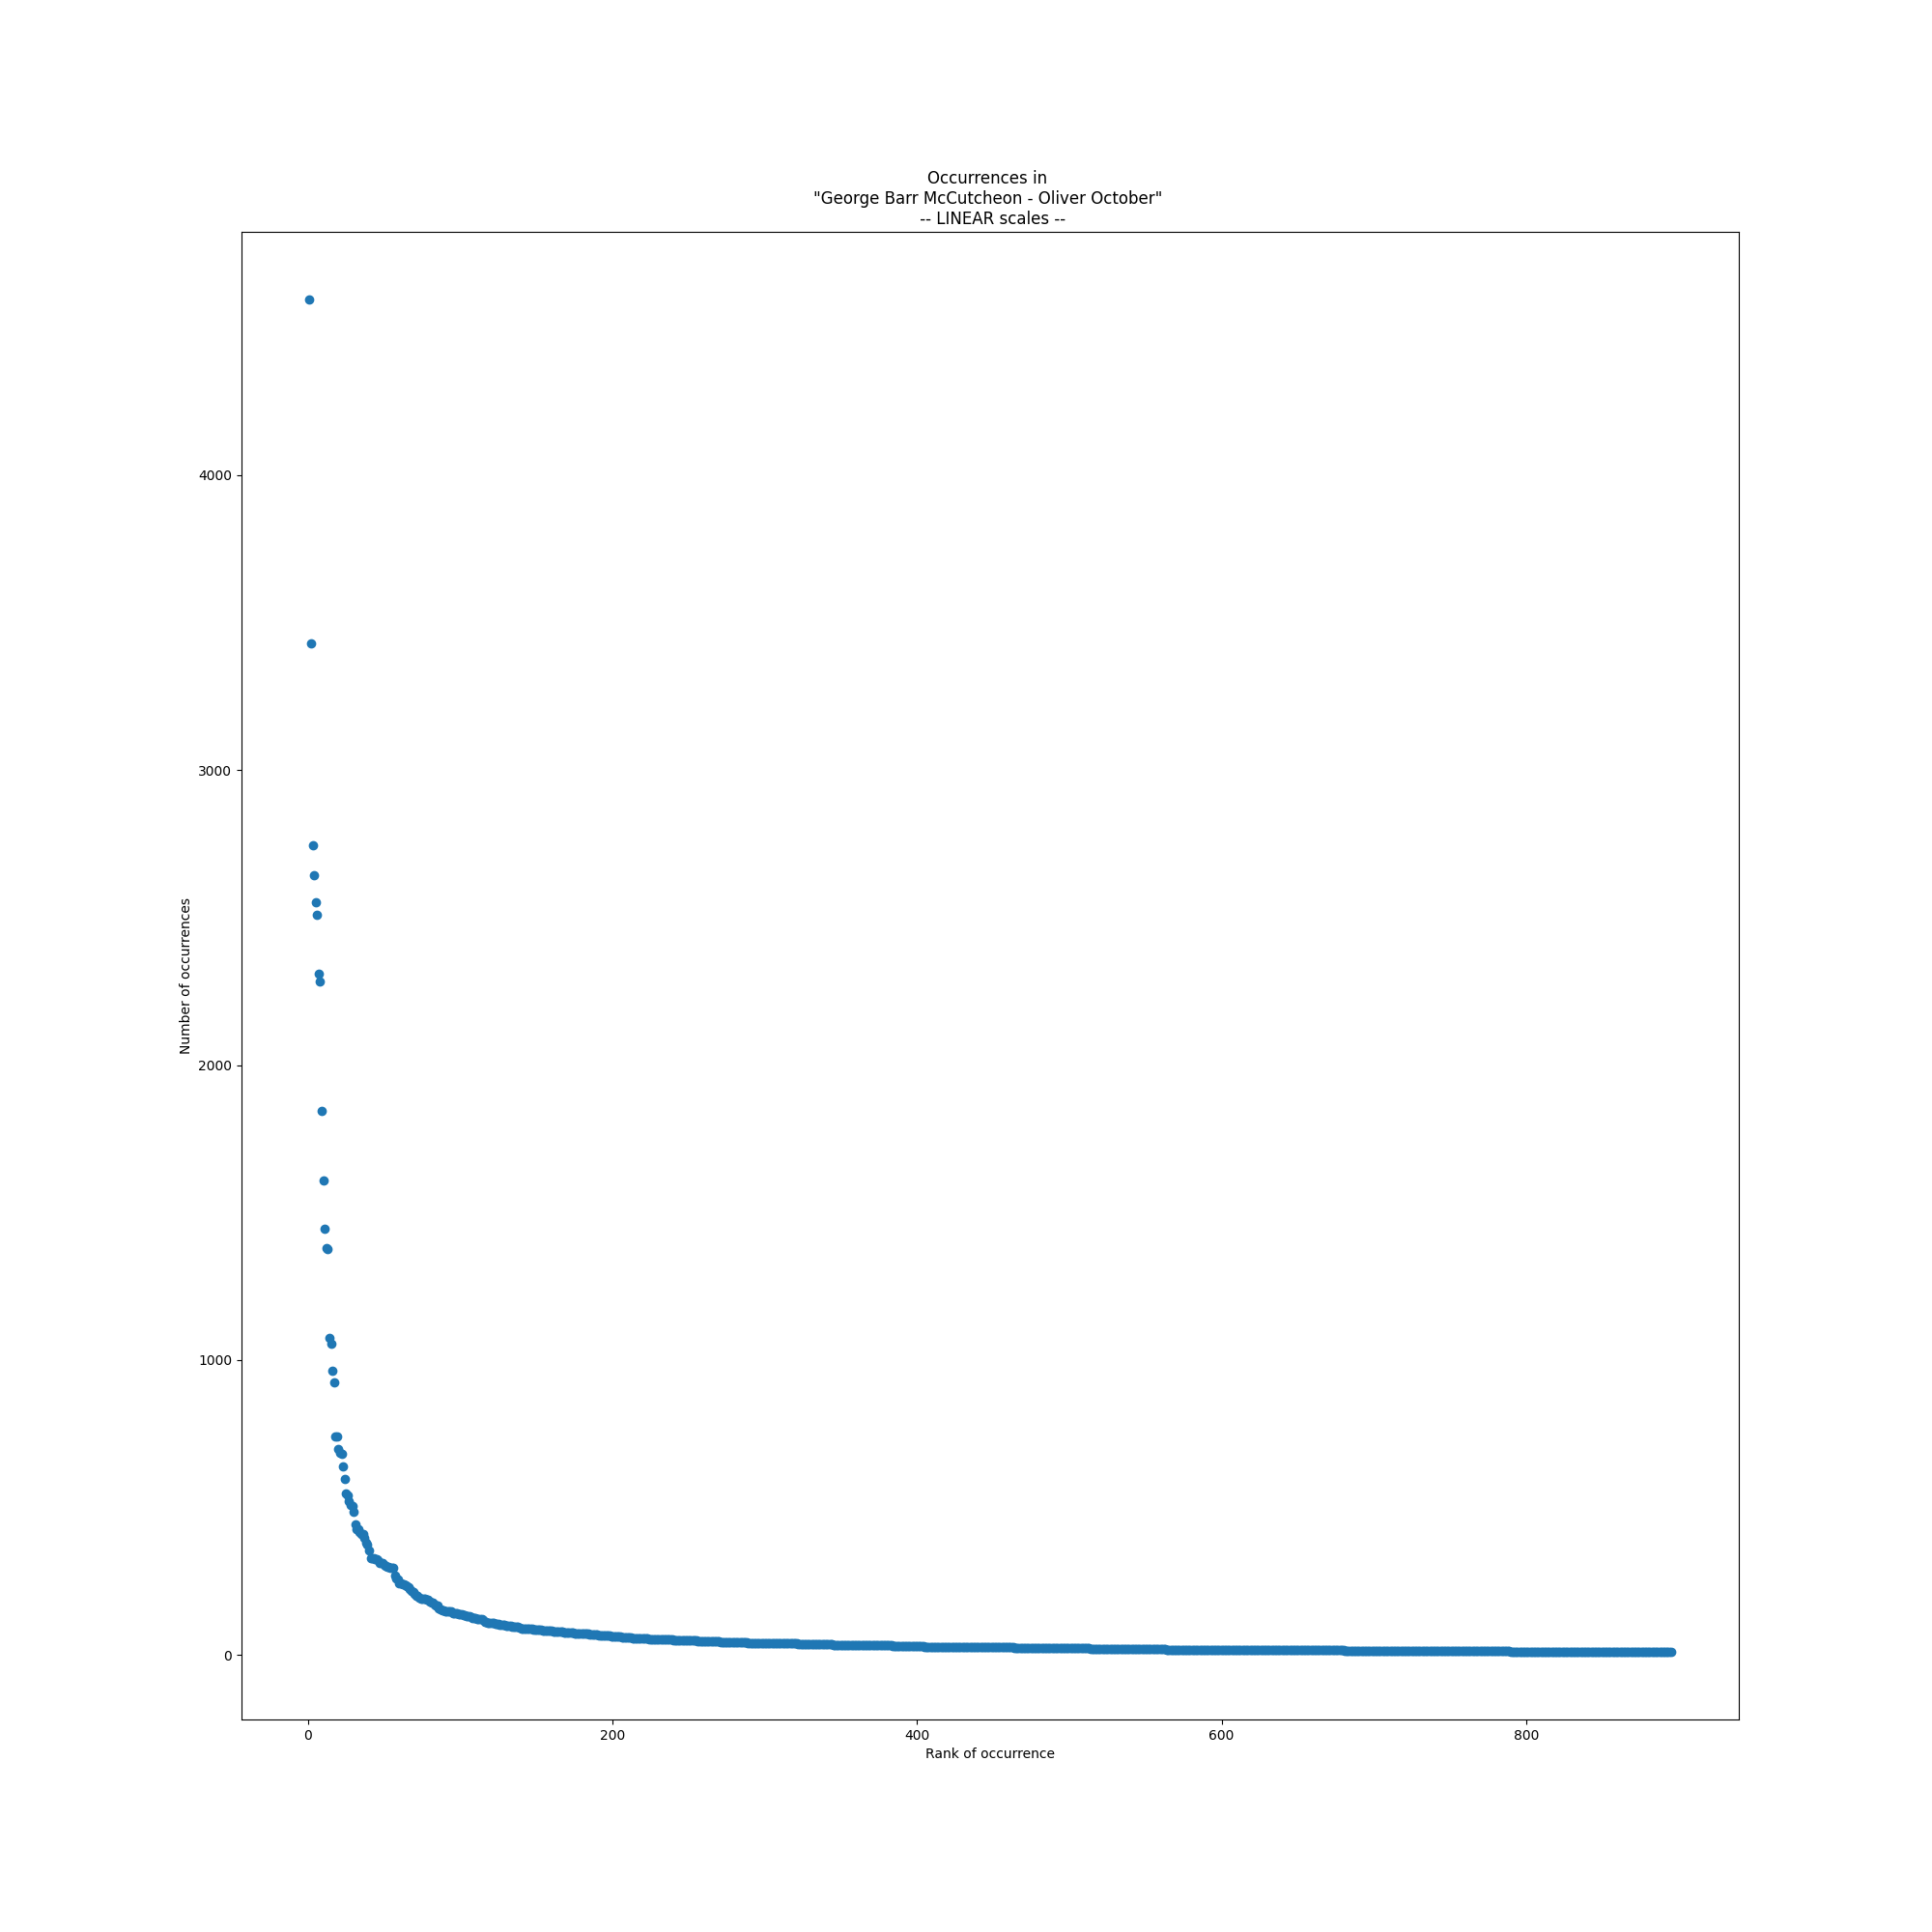 Occurrences in
"George Barr McCutcheon - Oliver October"
-- LINEAR scales --
4000
3000
2000
1000
0
Number of occurrences
0 200 400 600 800
Rank of occurrence